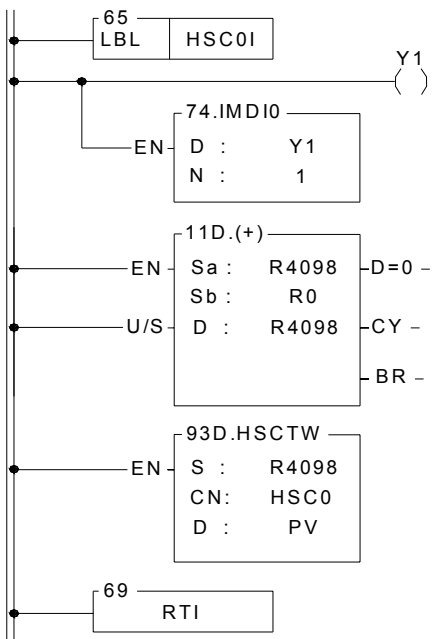 65
LBL HSC0I
Y1
74.IMDI0
EN D : Y1
N : 1
11D.(+)
EN Sa : R4098 D=0
Sb : R0
U/S D : R4098 CY
BR
93D.HSCTW
EN S : R4098
CN: HSC0
D : PV
69
RTI